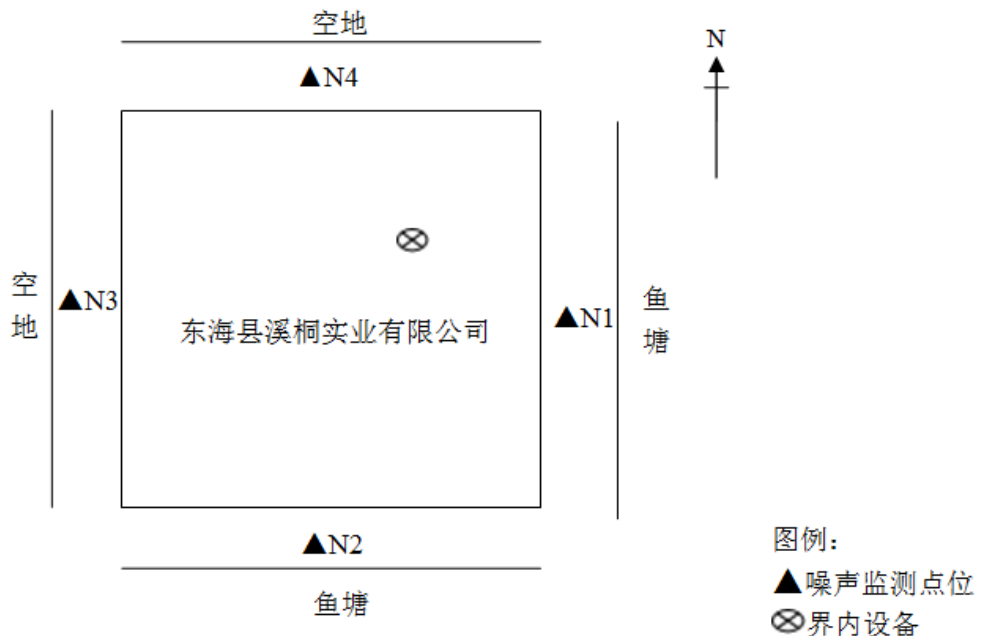 空地
N
▲N4
空地
▲N3
东海县溪桐实业有限公司
▲N1
鱼塘
▲N2
鱼塘
图例：
▲噪声监测点位
⊗界内设备